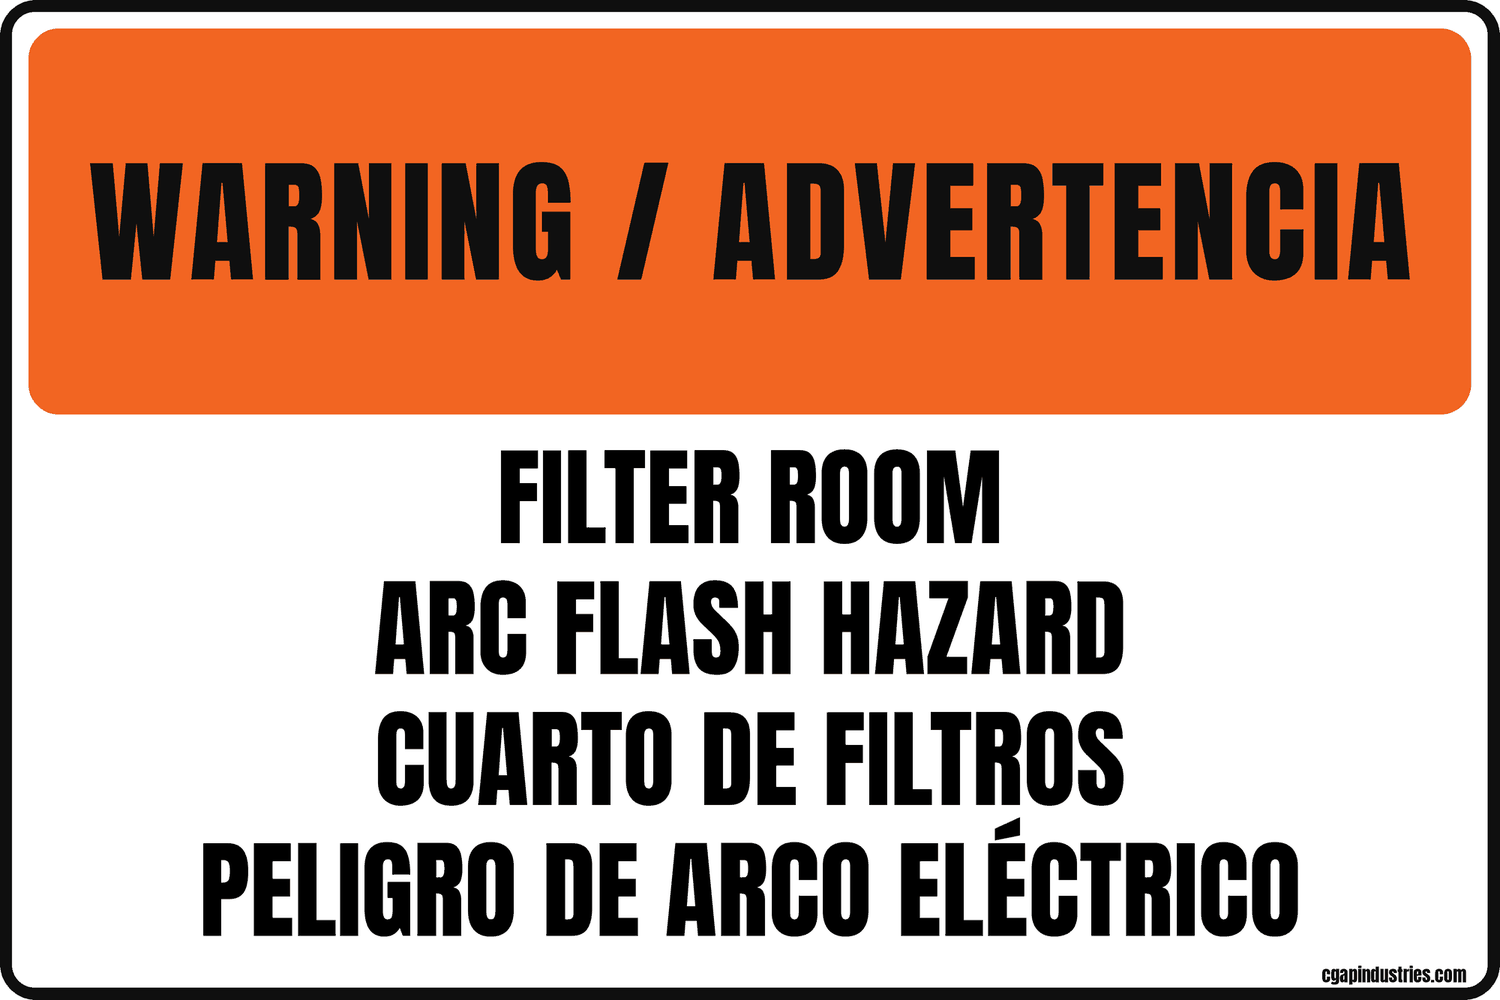 WARNING / ADVERTENCIA
FILTER ROOM
ARC FLASH HAZARD
CUARTO DE FILTROS
PELIGRO DE ARCO ELÉCTRICO
cgapindustries.com